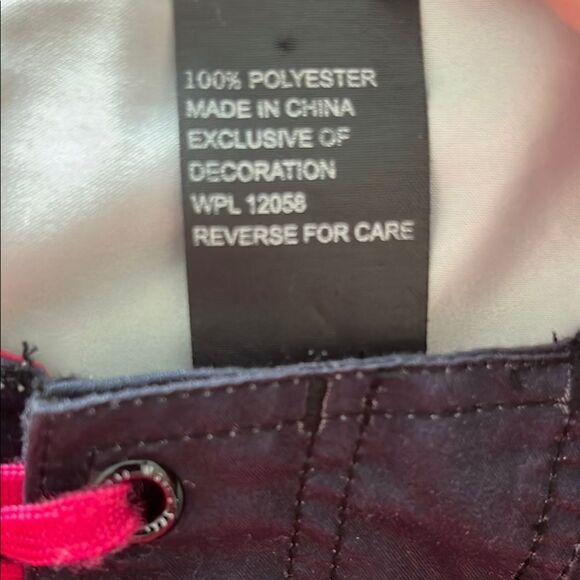 100% POLYESTER
MADE IN CHINA
EXCLUSIVE OF
DECORATION
WPL 12058
REVERSE FOR CARE